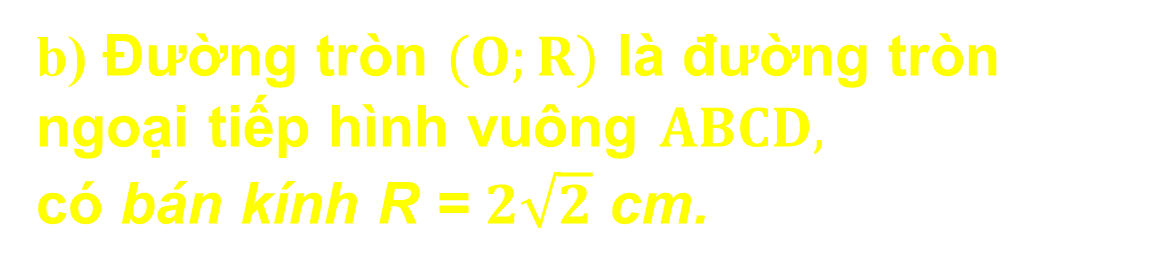 b) Đường tròn (O; R) là đường tròn
ngoại tiếp hình vuông ABCD,
có bán kính R = 2√2 cm.